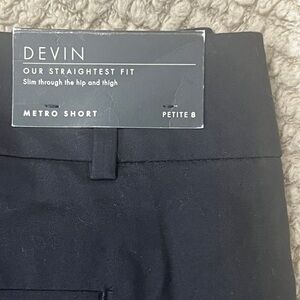 DEVIN
OUR STRAIGHTEST FIT
Slim through the hip and thigh
METRO SHORT PETITE 8